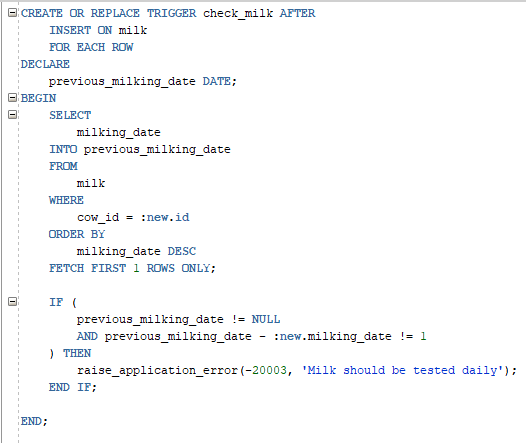 CREATE OR REPLACE TRIGGER check_milk AFTER
    INSERT ON milk
    FOR EACH ROW
DECLARE
    previous_milking_date DATE;
BEGIN
    SELECT
        milking_date
    INTO previous_milking_date
    FROM
        milk
    WHERE
        cow_id = :new.id
    ORDER BY
        milking_date DESC
    FETCH FIRST 1 ROWS ONLY;

    IF (
        previous_milking_date != NULL
        AND previous_milking_date - :new.milking_date != 1
    ) THEN
        raise_application_error(-20003, 'Milk should be tested daily');
    END IF;

END;